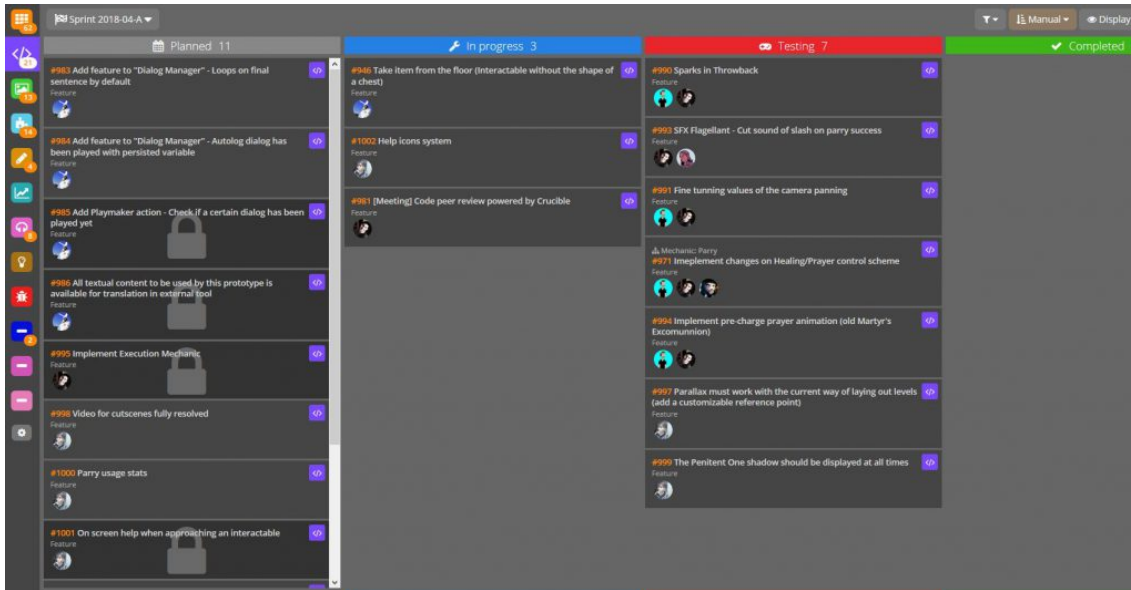 Sprint 2018-04-A
Manual
Display
Planned 11
In progress 3
Testing 7
Completed
63
21
13
14
4
8
2
#983 Add feature to "Dialog Manager" - Loops on final
sentence by default
Feature
#984 Add feature to "Dialog Manager" - Autolog dialog has
been played with persisted variable
Feature
#985 Add Playmaker action - Check if a certain dialog has been
played yet
Feature
#986 All textual content to be used by this prototype is
available for translation in external tool
Feature
#995 Implement Execution Mechanic
Feature
#998 Video for cutscenes fully resolved
Feature
#1000 Parry usage stats
Feature
#1001 On screen help when approaching an interactable
Feature
#946 Take item from the floor (Interactable without the shape of
a chest)
Feature
#1002 Help icons system
Feature
#981 [Meeting] Code peer review powered by Crucible
Feature
#990 Sparks in Throwback
Feature
#993 SFX Flagellant - Cut sound of slash on parry success
Feature
#991 Fine tunning values of the camera panning
Feature
Mechanic: Parry
#971 Imeplement changes on Healing/Prayer control scheme
Feature
#994 Implement pre-charge prayer animation (old Martyr's
Excomunnion)
Feature
#997 Parallax must work with the current way of laying out levels
(add a customizable reference point)
Feature
#999 The Penitent One shadow should be displayed at all times
Feature